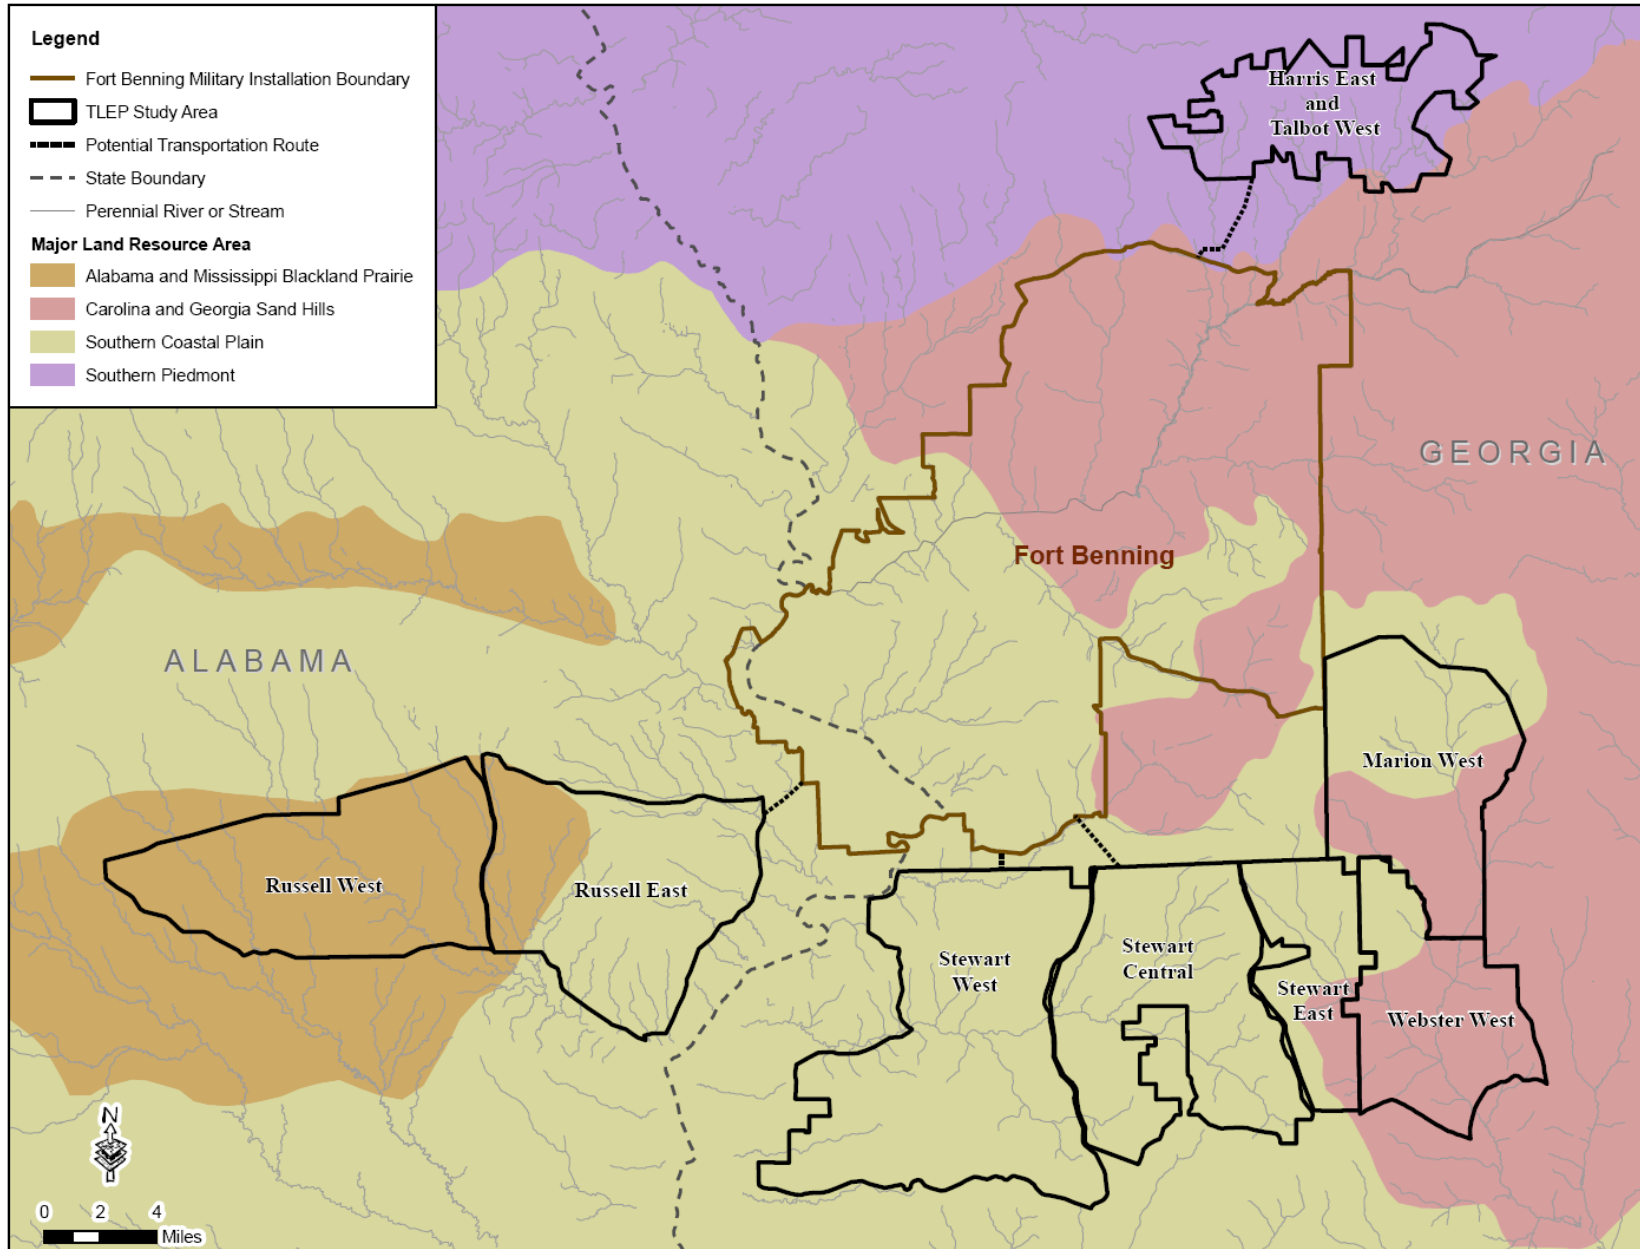 Legend
Fort Benning Military Installation Boundary
TLEP Study Area
Potential Transportation Route
State Boundary
Perennial River or Stream
Major Land Resource Area
Alabama and Mississippi Blackland Prairie
Carolina and Georgia Sand Hills
Southern Coastal Plain
Southern Piedmont
Harris East
and
Talbot West
GEORGIA
Fort Benning
ALABAMA
Marion West
Russell West
Russell East
Stewart
West
Stewart
Central
Stewart
East
Webster West
N
0 2 4
Miles